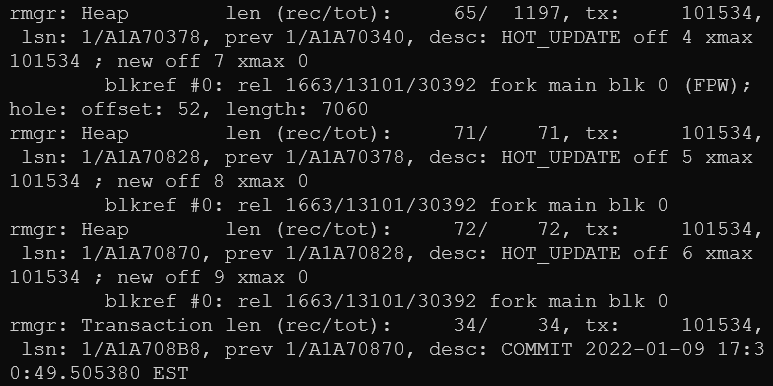 rmgr: Heap        len (rec/tot):     65/  1197, tx:     101534,
 lsn: 1/A1A70378, prev 1/A1A70340, desc: HOT_UPDATE off 4 xmax
101534 ; new off 7 xmax 0
        blkref #0: rel 1663/13101/30392 fork main blk 0 (FPW);
hole: offset: 52, length: 7060
rmgr: Heap        len (rec/tot):     71/    71, tx:     101534,
 lsn: 1/A1A70828, prev 1/A1A70378, desc: HOT_UPDATE off 5 xmax
101534 ; new off 8 xmax 0
        blkref #0: rel 1663/13101/30392 fork main blk 0
rmgr: Heap        len (rec/tot):     72/    72, tx:     101534,
 lsn: 1/A1A70870, prev 1/A1A70828, desc: HOT_UPDATE off 6 xmax
101534 ; new off 9 xmax 0
        blkref #0: rel 1663/13101/30392 fork main blk 0
rmgr: Transaction len (rec/tot):     34/    34, tx:     101534,
 lsn: 1/A1A708B8, prev 1/A1A70870, desc: COMMIT 2022-01-09 17:3
0:49.505380 EST